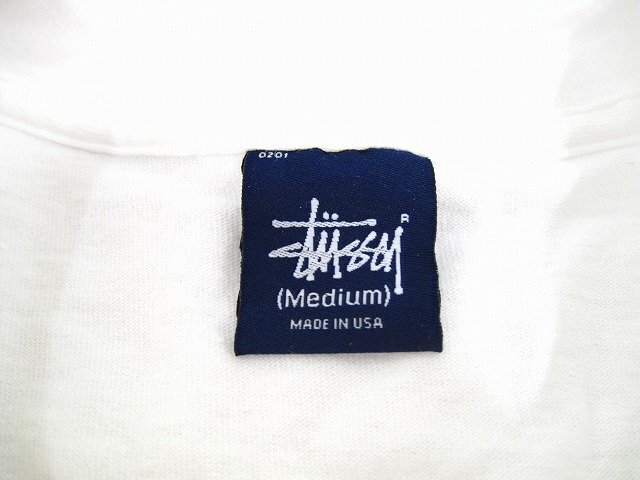 0201
Stüssy
R
(Medium)
MADE IN USA